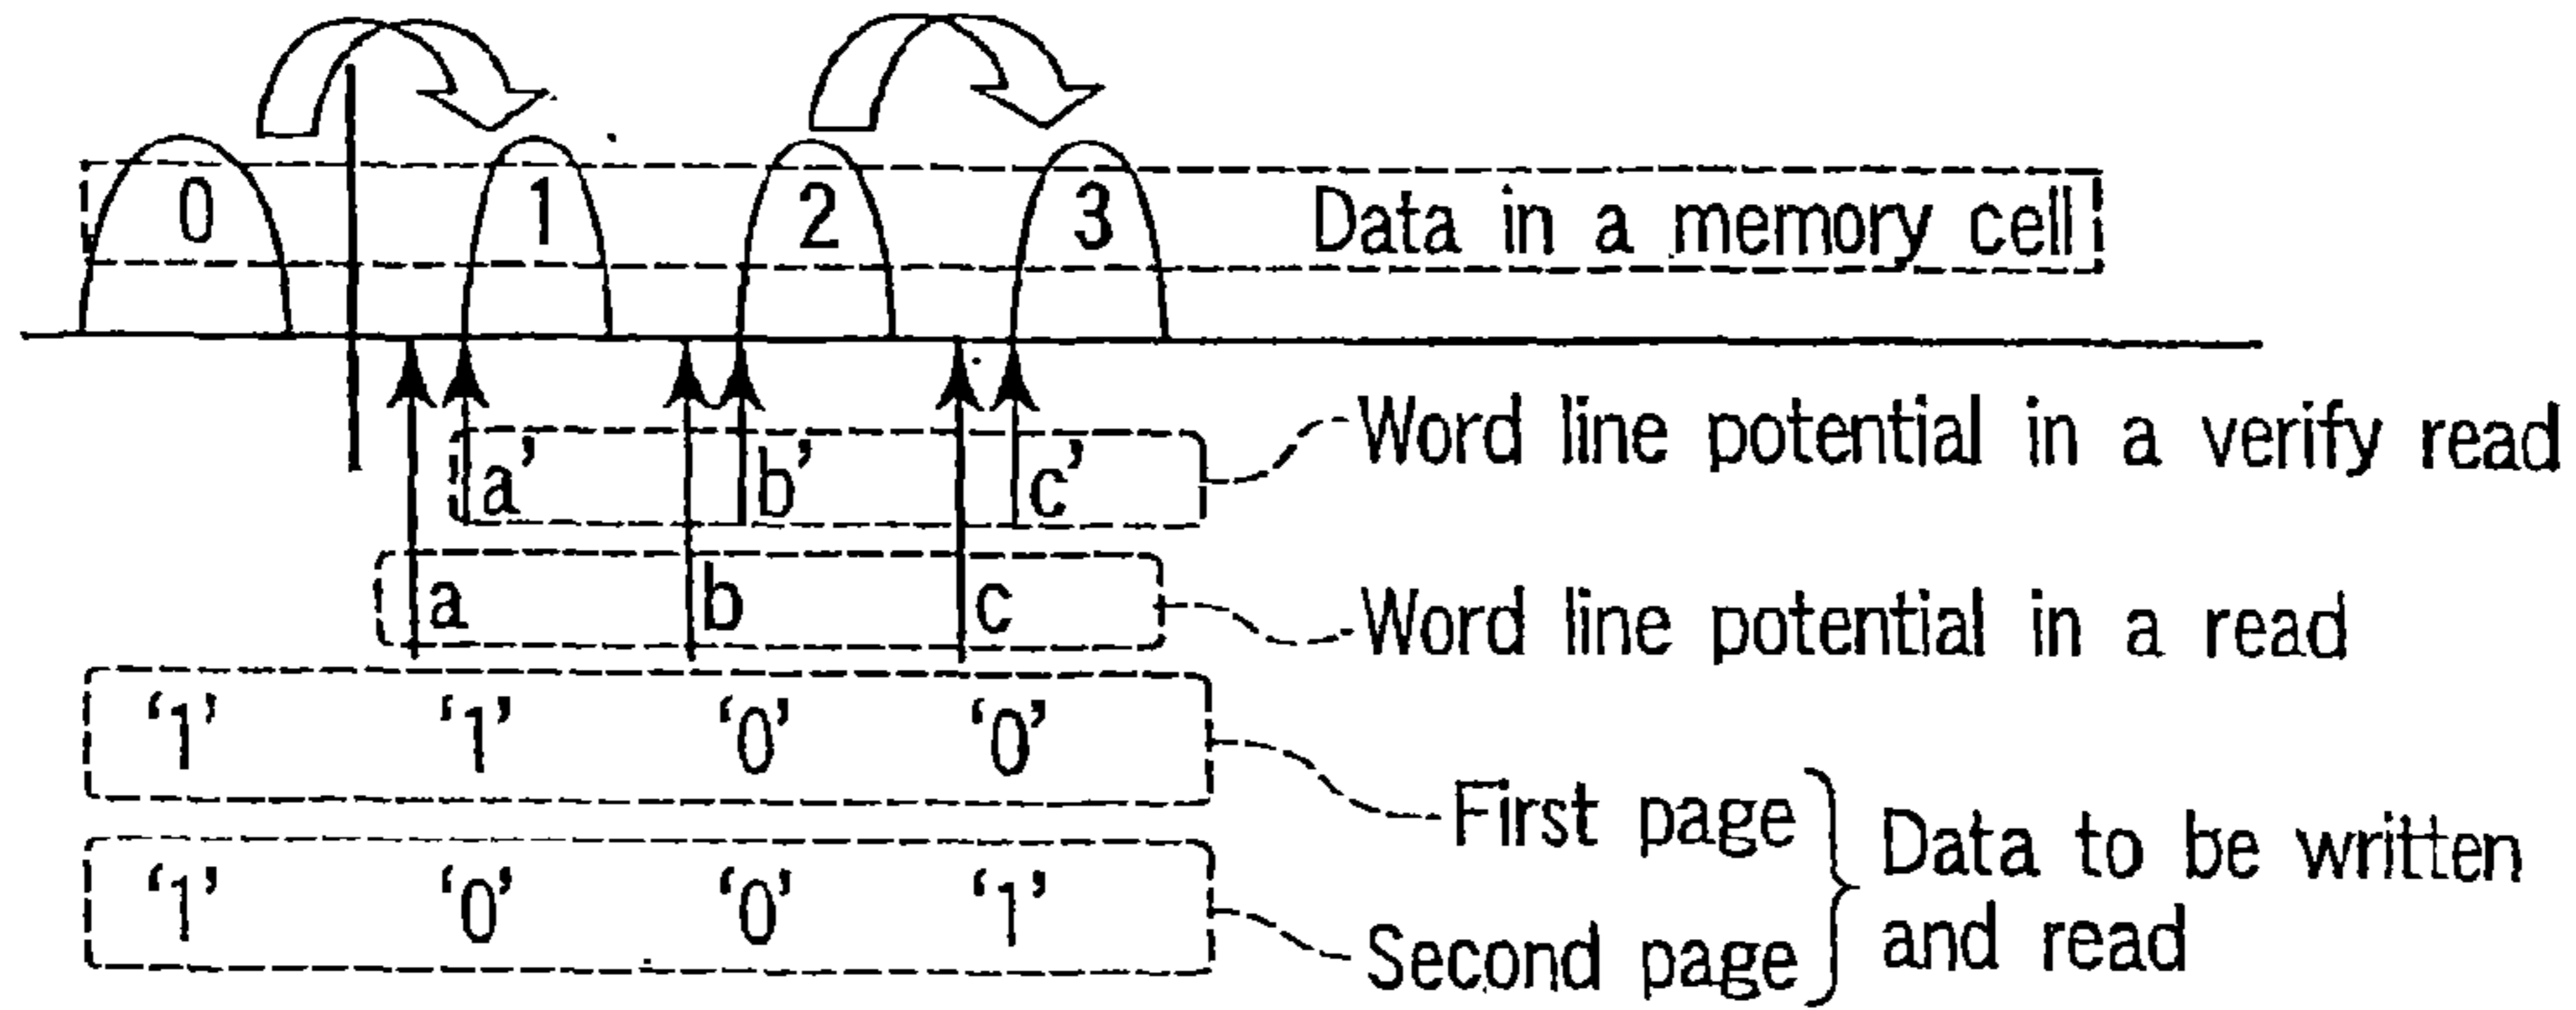 0 1 2 3 Data in a memory cell
a' b' c' Word line potential in a verify read
a b c Word line potential in a read
‘1’ ‘1’ ‘0’ ‘0’ First page
‘1’ ‘0’ ‘0’ ‘1’ Second page
Data to be written
and read